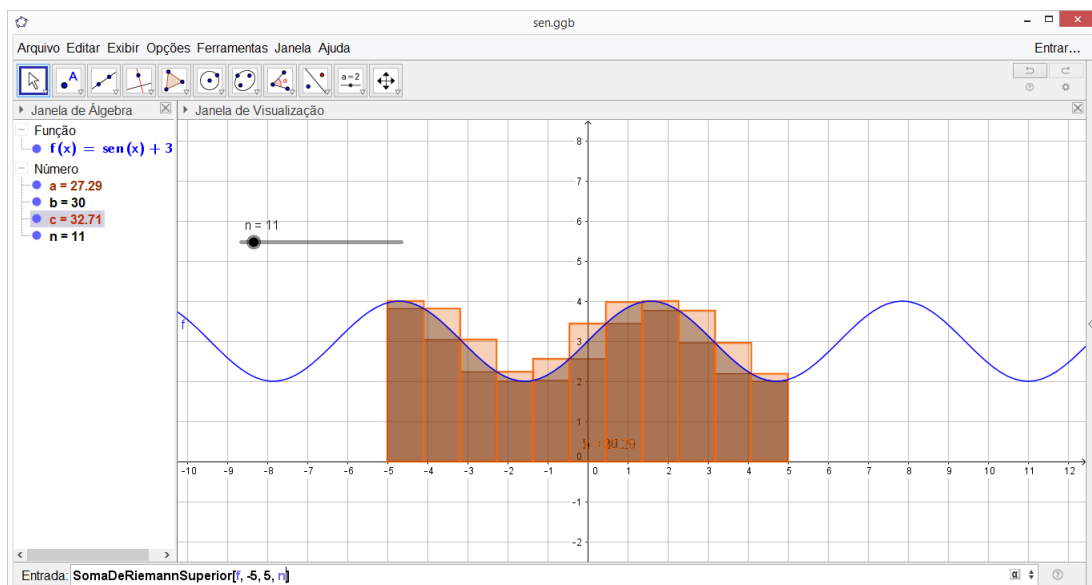 sen.ggb
Arquivo Editar Exibir Opções Ferramentas Janela Ajuda
Entrar...
A
a=2
Janela de Álgebra
Janela de Visualização
Função
f(x) = sen(x) + 3
Número
a = 27.29
b = 30
c = 32.71
n = 11
n = 11
f
8
7
6
5
4
3
2
1
0
-1
-2
-10 -9 -8 -7 -6 -5 -4 -3 -2 -1 0 1 2 3 4 5 6 7 8 9 10 11 12
Entrada: SomaDeRiemannSuperior[f, -5, 5, n]
α